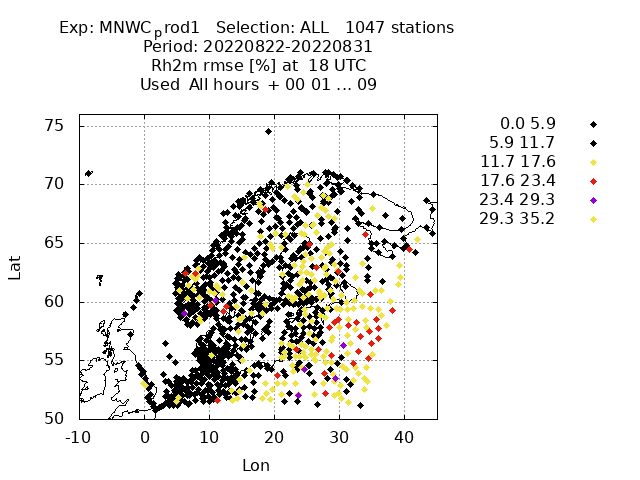 Exp: MNWCprod1 Selection: ALL 1047 stations
Period: 20220822-20220831
Rh2m rmse [%] at 18 UTC
Used All hours + 00 01 ... 09
0.0 5.9
5.9 11.7
11.7 17.6
17.6 23.4
23.4 29.3
29.3 35.2
75
70
65
60
55
50
Lat
-10 0 10 20 30 40
Lon